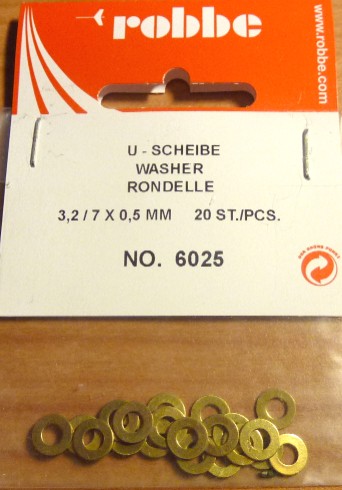 robbe
www.robbe.com
U - SCHEIBE
WASHER
RONDELLE
3,2 / 7 X 0,5 MM 20 ST./PCS.
NO. 6025